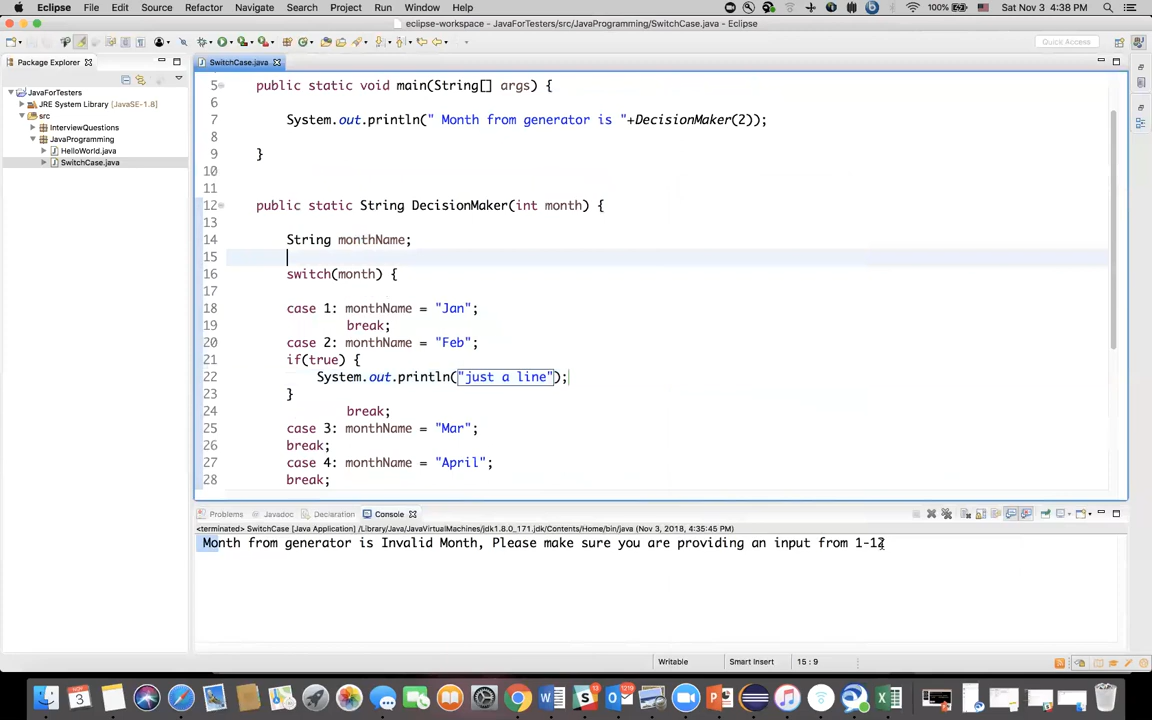 Eclipse File Edit Source Refactor Navigate Search Project Run Window Help 100% Sat Nov 3 4:38 PM
eclipse-workspace - JavaForTesters/src/JavaProgramming/SwitchCase.java - Eclipse
Quick Access
Package Explorer
JavaForTesters
JRE System Library [JavaSE-1.8]
src
InterviewQuestions
JavaProgramming
HelloWorld.java
SwitchCase.java
SwitchCase.java
5 public static void main(String[] args) {
6
7 System.out.println(" Month from generator is "+DecisionMaker(2));
8
9 }
10
11
12 public static String DecisionMaker(int month) {
13
14 String monthName;
15
16 switch(month) {
17
18 case 1: monthName = "Jan";
19 break;
20 case 2: monthName = "Feb";
21 if(true) {
22 System.out.println("just a line");
23 }
24 break;
25 case 3: monthName = "Mar";
26 break;
27 case 4: monthName = "April";
28 break;
Problems Javadoc Declaration Console
<terminated> SwitchCase [Java Application] /Library/Java/JavaVirtualMachines/jdk1.8.0_171.jdk/Contents/Home/bin/java (Nov 3, 2018, 4:35:45 PM)
Month from generator is Invalid Month, Please make sure you are providing an input from 1-12
Writable Smart Insert 15 : 9